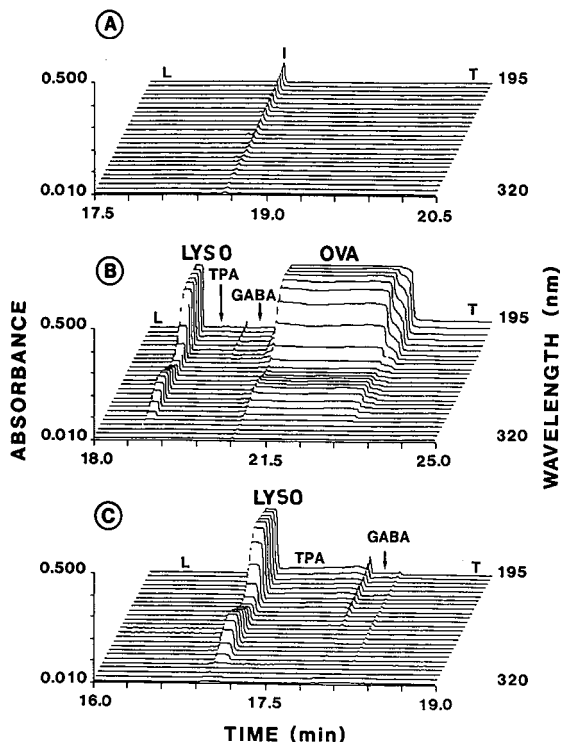 A
I
L
T
0.500
195
0.010
320
17.5
19.0
20.5
B
LYSO
TPA
GABA
OVA
L
T
0.500
195
0.010
320
18.0
21.5
25.0
ABSORBANCE
WAVELENGTH (nm)
C
LYSO
TPA
GABA
L
T
0.500
195
0.010
320
16.0
17.5
19.0
TIME (min)